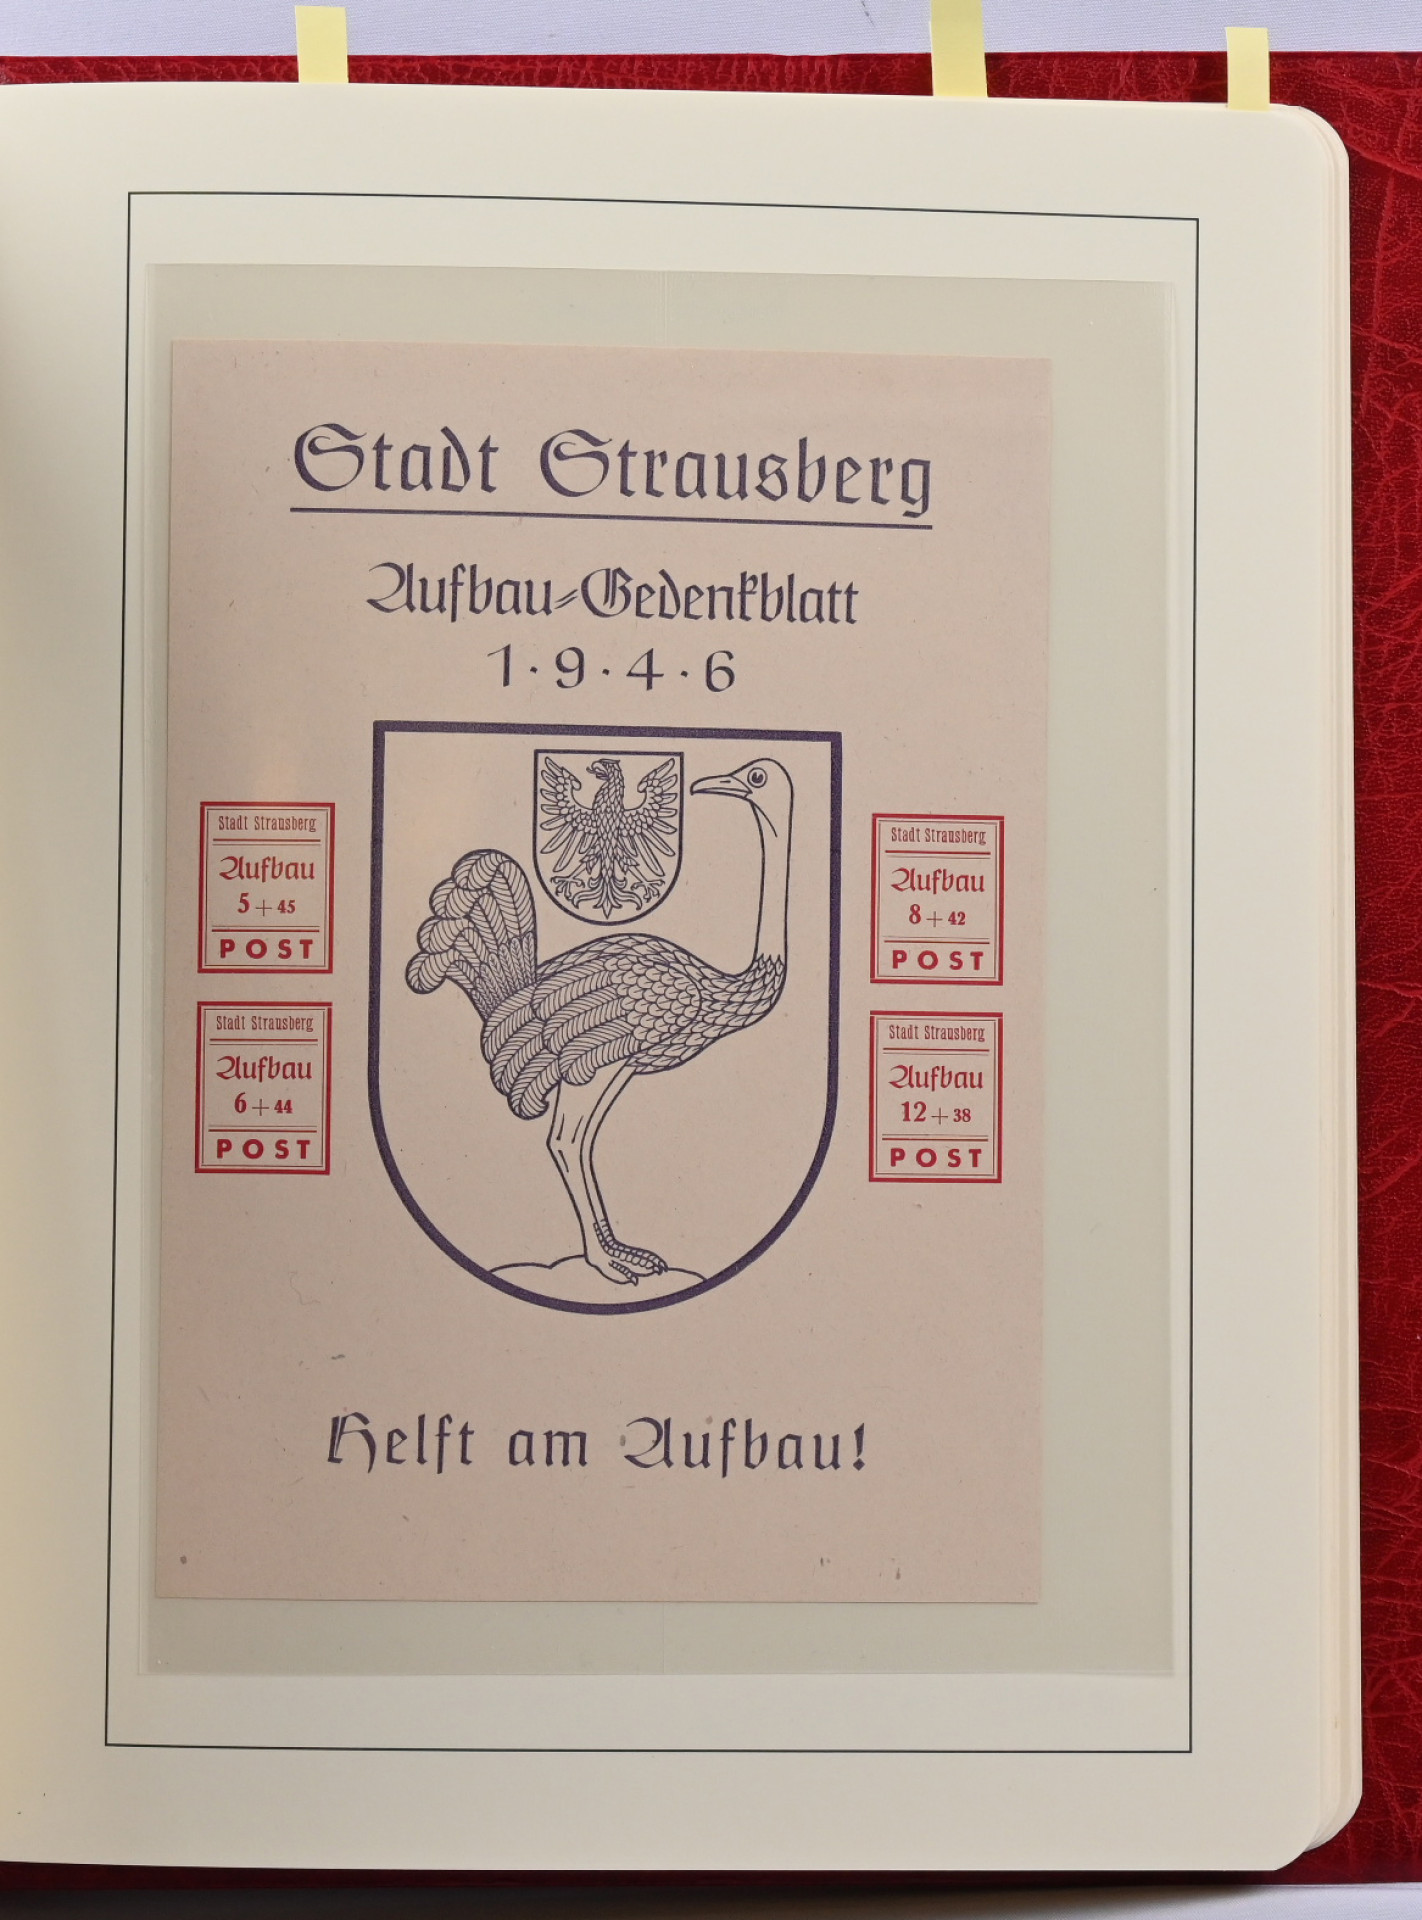 Stadt Strausberg
Aufbau=Gedenkblatt
1·9·4·6
Stadt Strausberg
Aufbau
5 + 45
POST
Stadt Strausberg
Aufbau
6 + 44
POST
Stadt Strausberg
Aufbau
8 + 42
POST
Stadt Strausberg
Aufbau
12 + 38
POST
Helft am Aufbau!